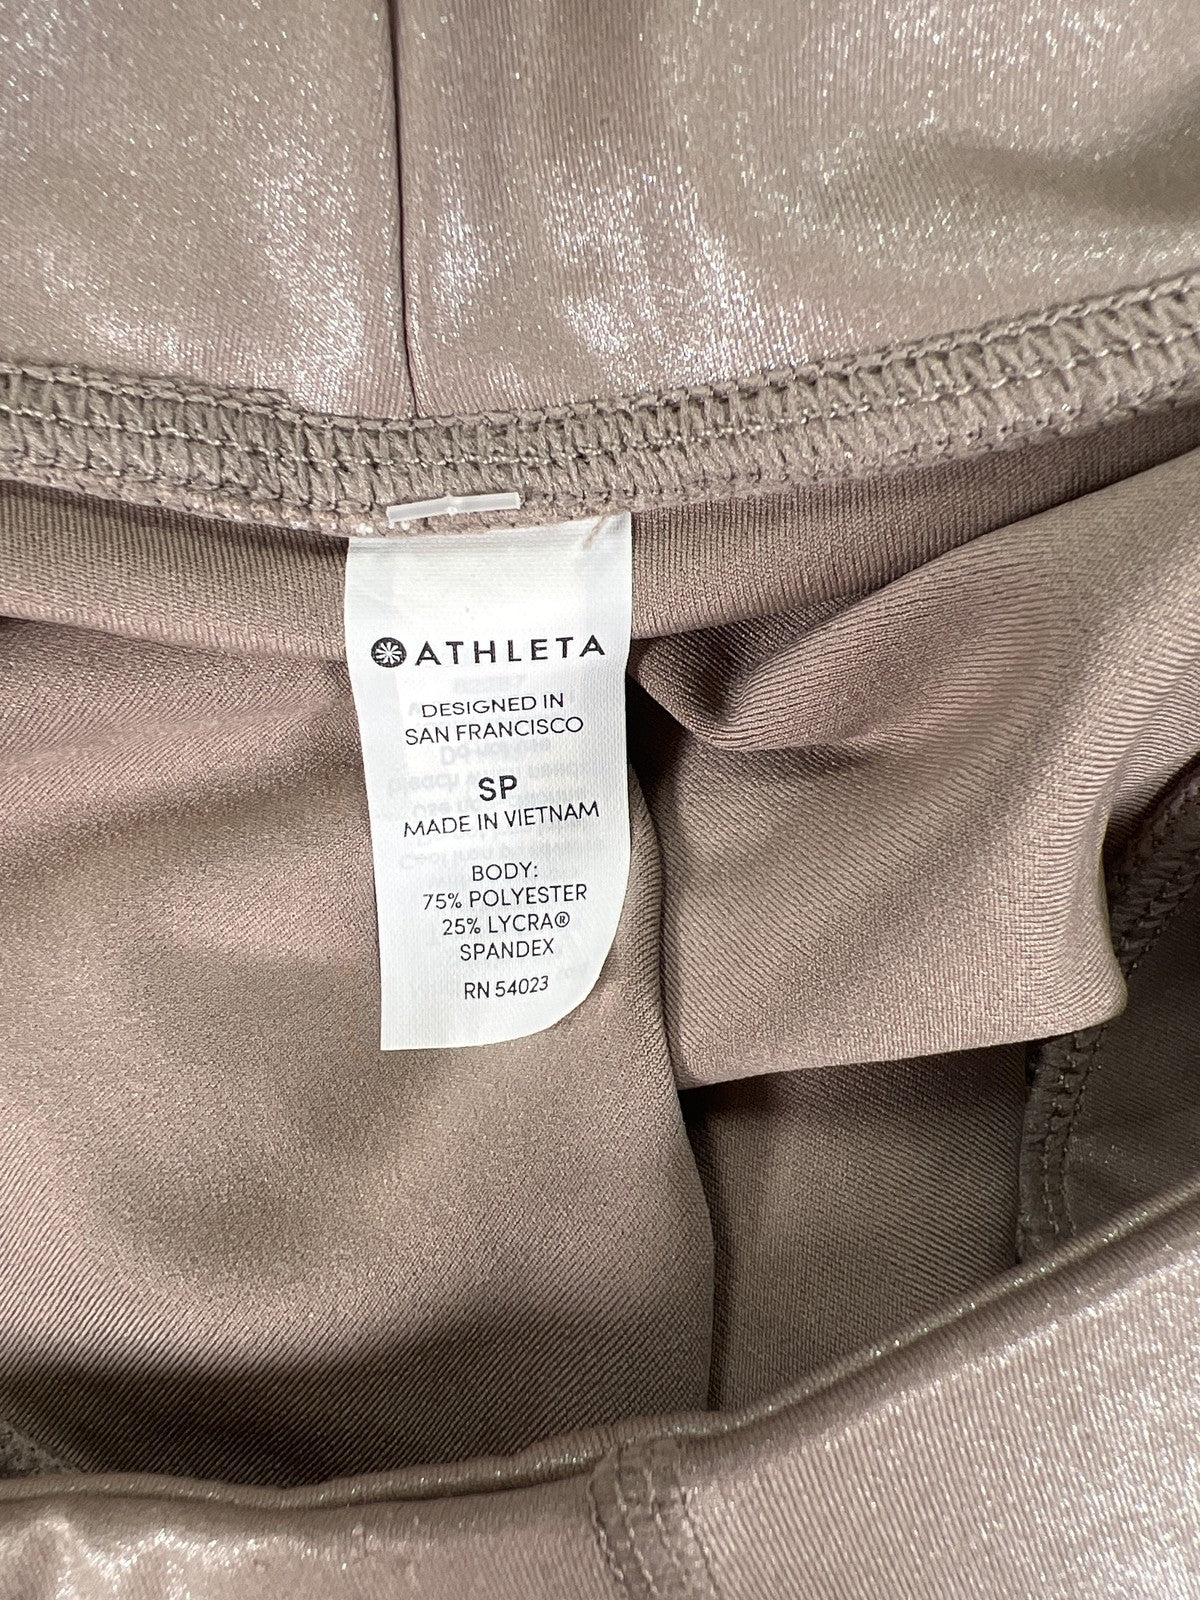 ATHLETA
DESIGNED IN
SAN FRANCISCO
SP
MADE IN VIETNAM
BODY:
75% POLYESTER
25% LYCRA®
SPANDEX
RN 54023